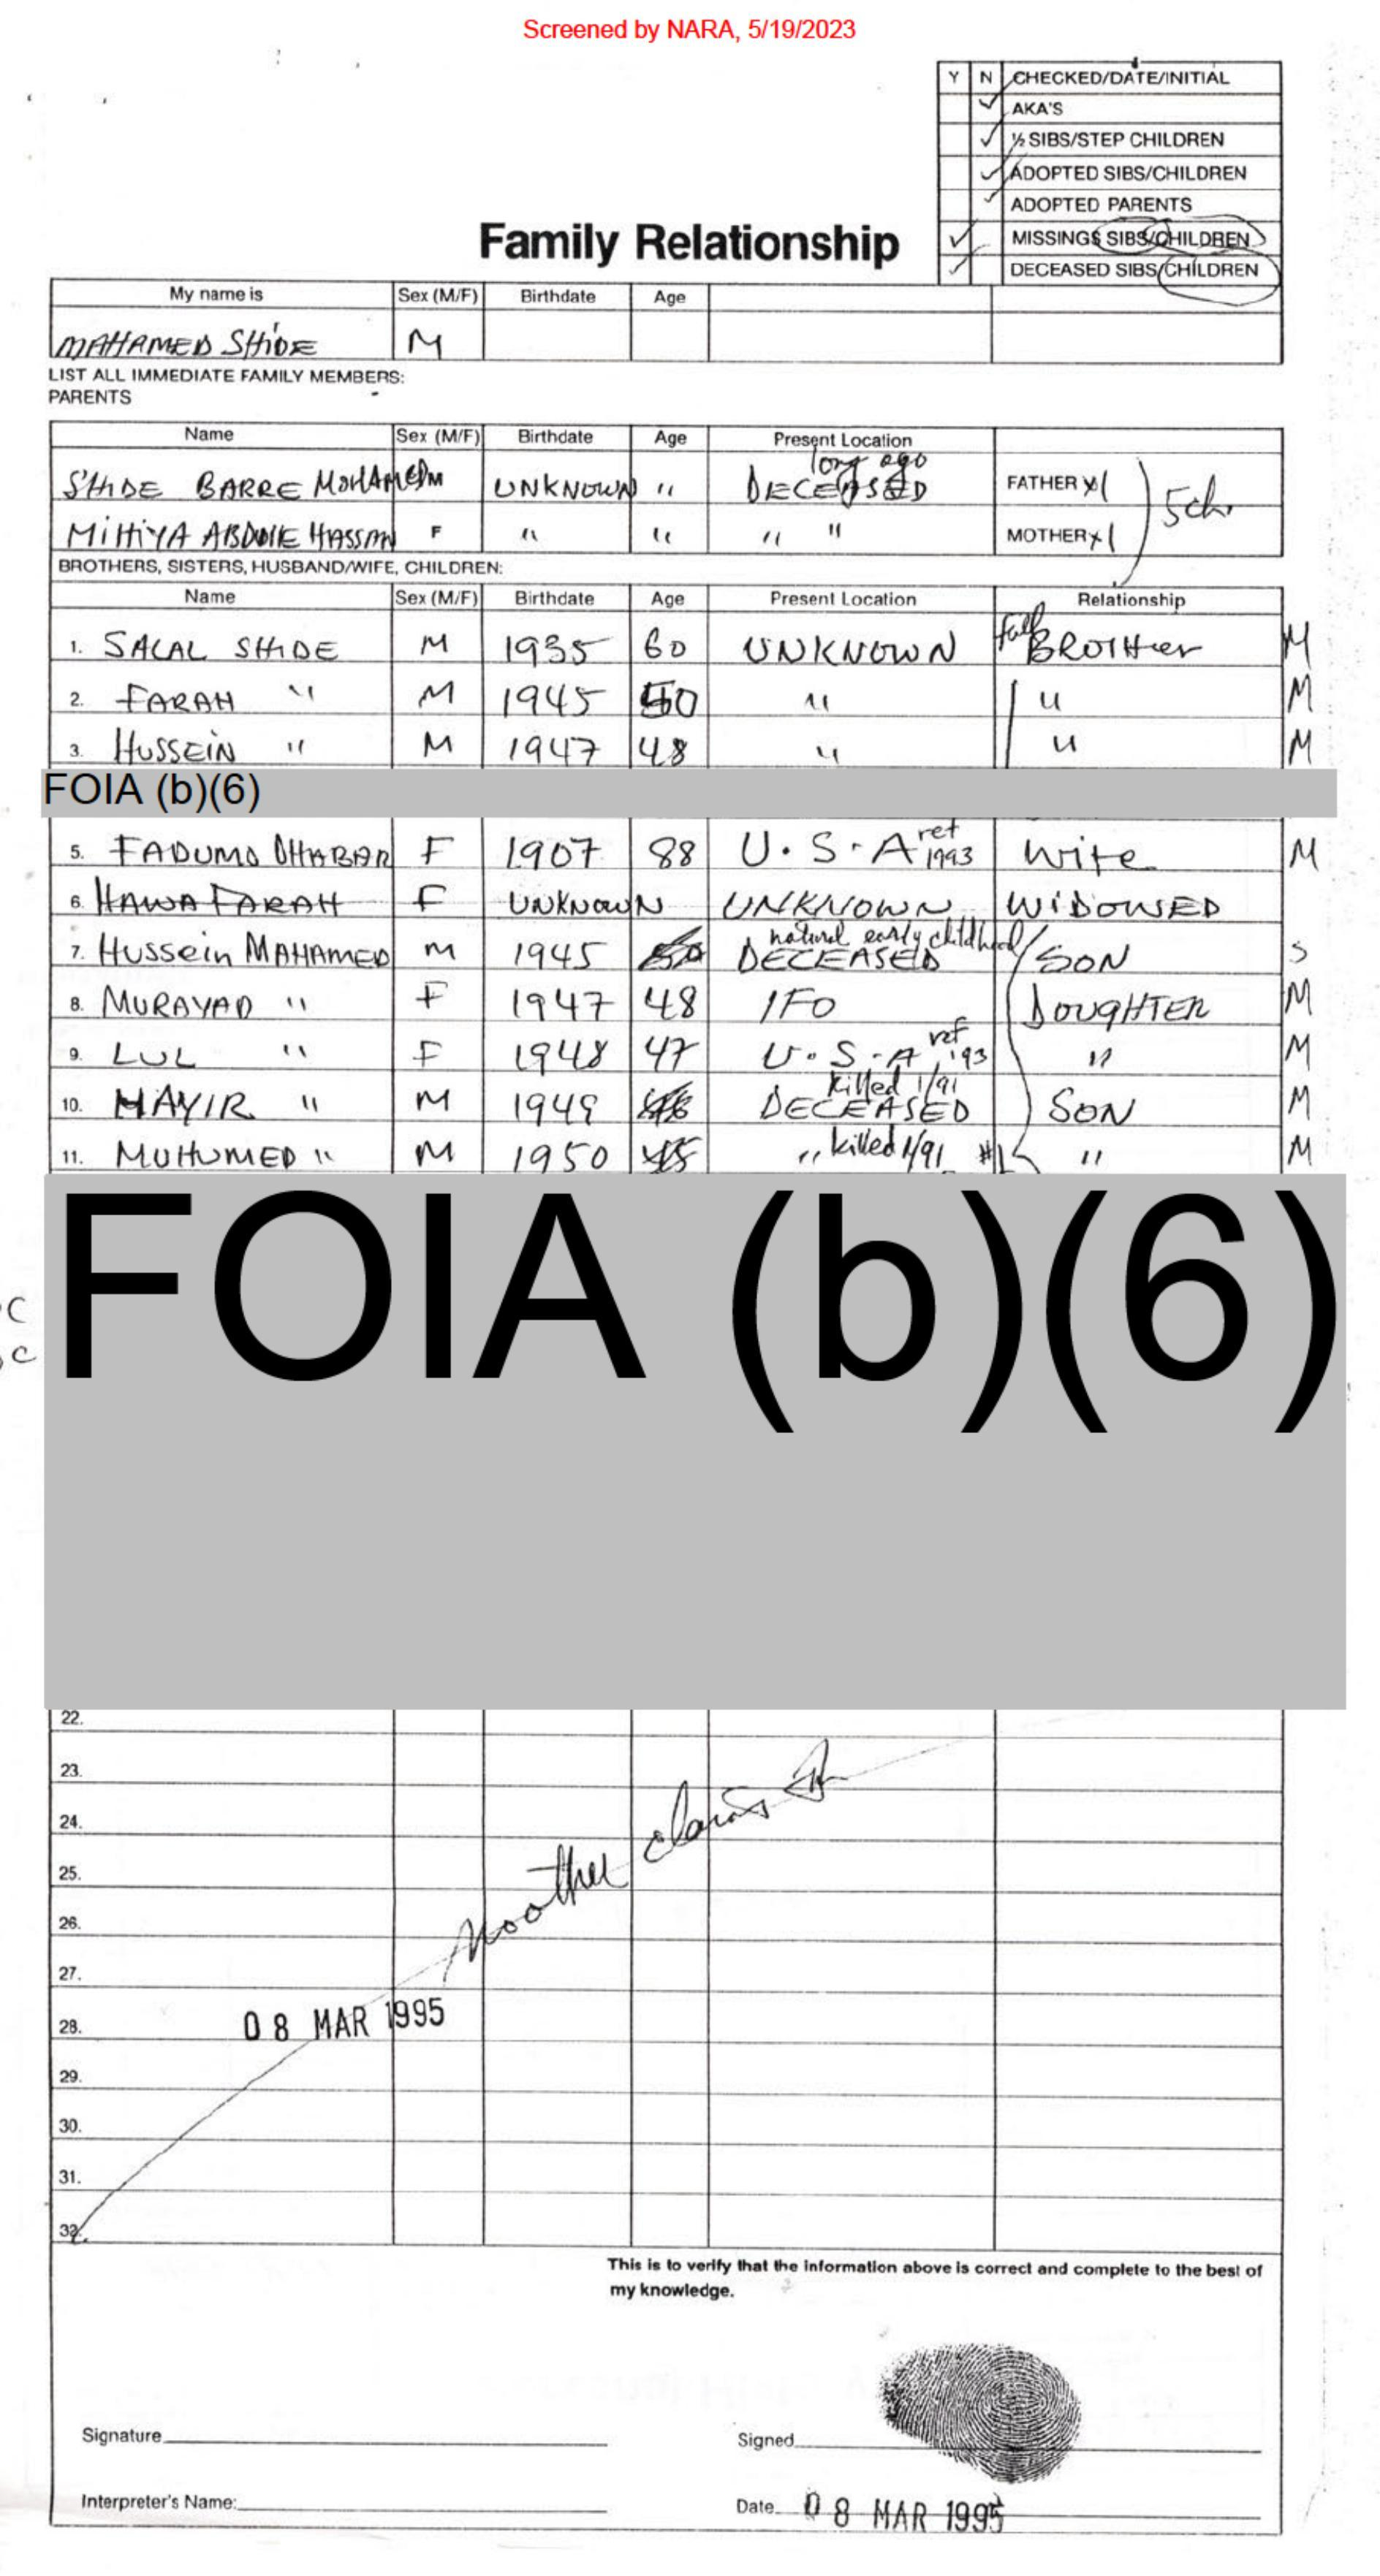 Screened by NARA, 5/19/2023
Y N CHECKED/DATE/INITIAL
✓ AKA'S
✓ ½ SIBS/STEP CHILDREN
✓ ADOPTED SIBS/CHILDREN
✓ ADOPTED PARENTS
✓ MISSINGS SIBS/CHILDREN
✓ DECEASED SIBS/CHILDREN
Family Relationship
My name is Sex (M/F) Birthdate Age
MAHAMED SHIDE M
LIST ALL IMMEDIATE FAMILY MEMBERS:
PARENTS
Name Sex (M/F) Birthdate Age Present Location
long ago
SHIDE BARRE MOHAMED M UNKNOWN " DECEASED FATHER x1
5 ch.
MIHIYA ABDULLE HASSAN F " " " " MOTHER x1
BROTHERS, SISTERS, HUSBAND/WIFE, CHILDREN:
Name Sex (M/F) Birthdate Age Present Location Relationship
1. SALAL SHIDE M 1935 60 UNKNOWN full BROTHER M
2. FARAH " M 1945 50 " " M
3. HUSSEIN " M 1947 48 " " M
FOIA (b)(6)
5. FADUMO DHABAR F 1907 88 U.S.A ref 1993 wife M
6. HAWA FARAH F UNKNOWN UNKNOWN WIDOWSED
natural early childhood
7. Hussein MAHAMED M 1945 50 DECEASED SON S
8. MURAYAD " F 1947 48 IFO DOUGHTER M
9. LUL " F 1948 47 U.S.A ref '93 " M
killed 1/91
10. HAYIR " M 1949 46 DECEASED SON M
11. MUHUMED " M 1950 45 " killed 1/91 #1 " M
FOIA (b)(6)
C
C
22.
23.
24.
25.
26.
27.
no other claims
28. 08 MAR 1995
29.
30.
31.
32.
This is to verify that the information above is correct and complete to the best of
my knowledge.
Signature Signed
Interpreter's Name: Date 08 MAR 1995